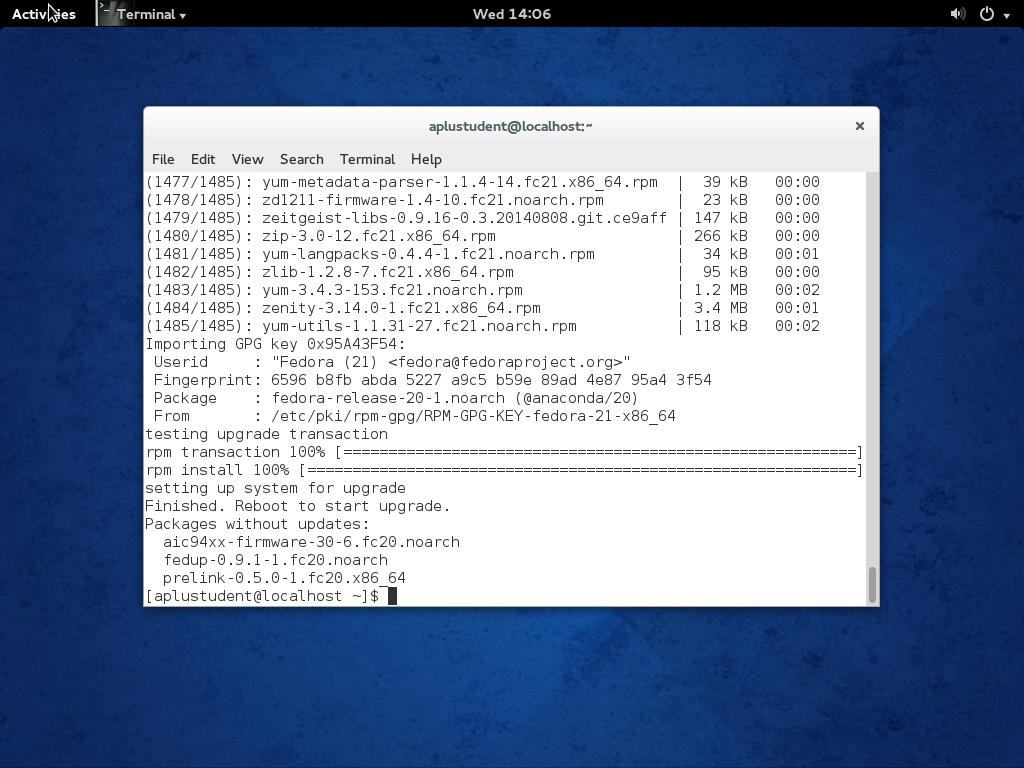 Activities Terminal Wed 14:06
aplustudent@localhost:~
File Edit View Search Terminal Help
(1477/1485): yum-metadata-parser-1.1.4-14.fc21.x86_64.rpm | 39 kB 00:00
(1478/1485): zd1211-firmware-1.4-10.fc21.noarch.rpm | 23 kB 00:00
(1479/1485): zeitgeist-libs-0.9.16-0.3.20140808.git.ce9aff | 147 kB 00:00
(1480/1485): zip-3.0-12.fc21.x86_64.rpm | 266 kB 00:00
(1481/1485): yum-langpacks-0.4.4-1.fc21.noarch.rpm | 34 kB 00:01
(1482/1485): zlib-1.2.8-7.fc21.x86_64.rpm | 95 kB 00:00
(1483/1485): yum-3.4.3-153.fc21.noarch.rpm | 1.2 MB 00:02
(1484/1485): zenity-3.14.0-1.fc21.x86_64.rpm | 3.4 MB 00:01
(1485/1485): yum-utils-1.1.31-27.fc21.noarch.rpm | 118 kB 00:02
Importing GPG key 0x95A43F54:
Userid : "Fedora (21) <fedora@fedoraproject.org>"
Fingerprint: 6596 b8fb abda 5227 a9c5 b59e 89ad 4e87 95a4 3f54
Package : fedora-release-20-1.noarch (@anaconda/20)
From : /etc/pki/rpm-gpg/RPM-GPG-KEY-fedora-21-x86_64
testing upgrade transaction
rpm transaction 100% [=========================================================]
rpm install 100% [=============================================================]
setting up system for upgrade
Finished. Reboot to start upgrade.
Packages without updates:
aic94xx-firmware-30-6.fc20.noarch
fedup-0.9.1-1.fc20.noarch
prelink-0.5.0-1.fc20.x86_64
[aplustudent@localhost ~]$